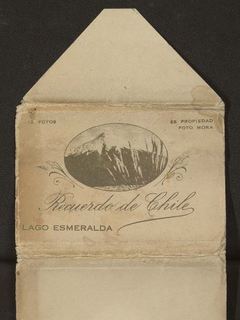 12 FOTOS
ES PROPIEDAD
FOTO MORA
Recuerdo de Chile
LAGO ESMERALDA